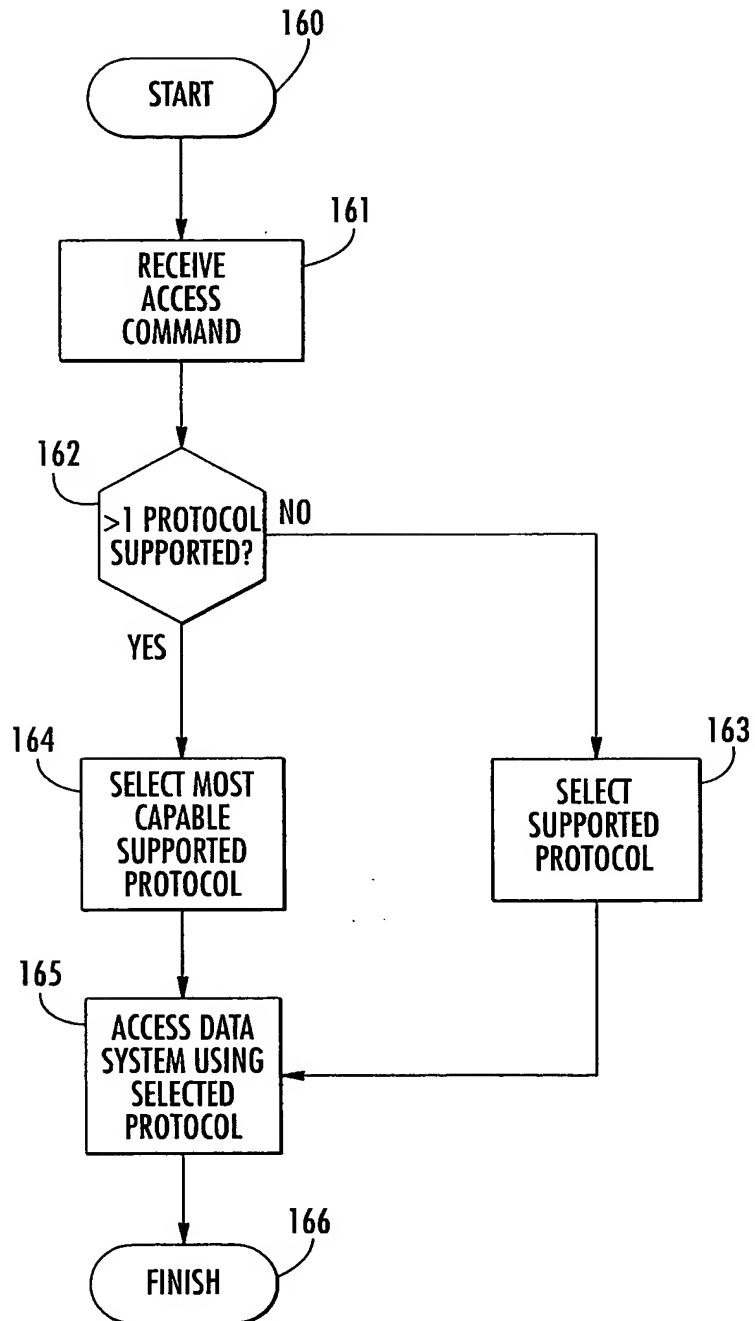 160
START
161
RECEIVE
ACCESS
COMMAND
162
>1 PROTOCOL
SUPPORTED?
NO
YES
164
SELECT MOST
CAPABLE
SUPPORTED
PROTOCOL
163
SELECT
SUPPORTED
PROTOCOL
165
ACCESS DATA
SYSTEM USING
SELECTED
PROTOCOL
166
FINISH